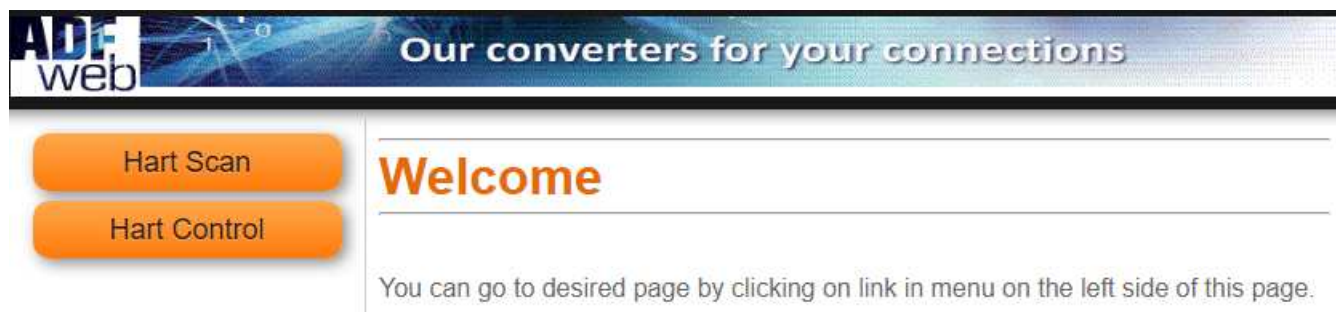 ADF
web
Our converters for your connections
Hart Scan
Hart Control
Welcome
You can go to desired page by clicking on link in menu on the left side of this page.